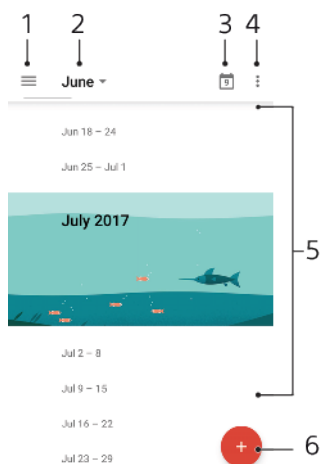 1 2 3 4
June 9
Jun 18 – 24
Jun 25 – Jul 1
July 2017
5
Jul 2 – 8
Jul 9 – 15
Jul 16 – 22
6
Jul 23 – 29